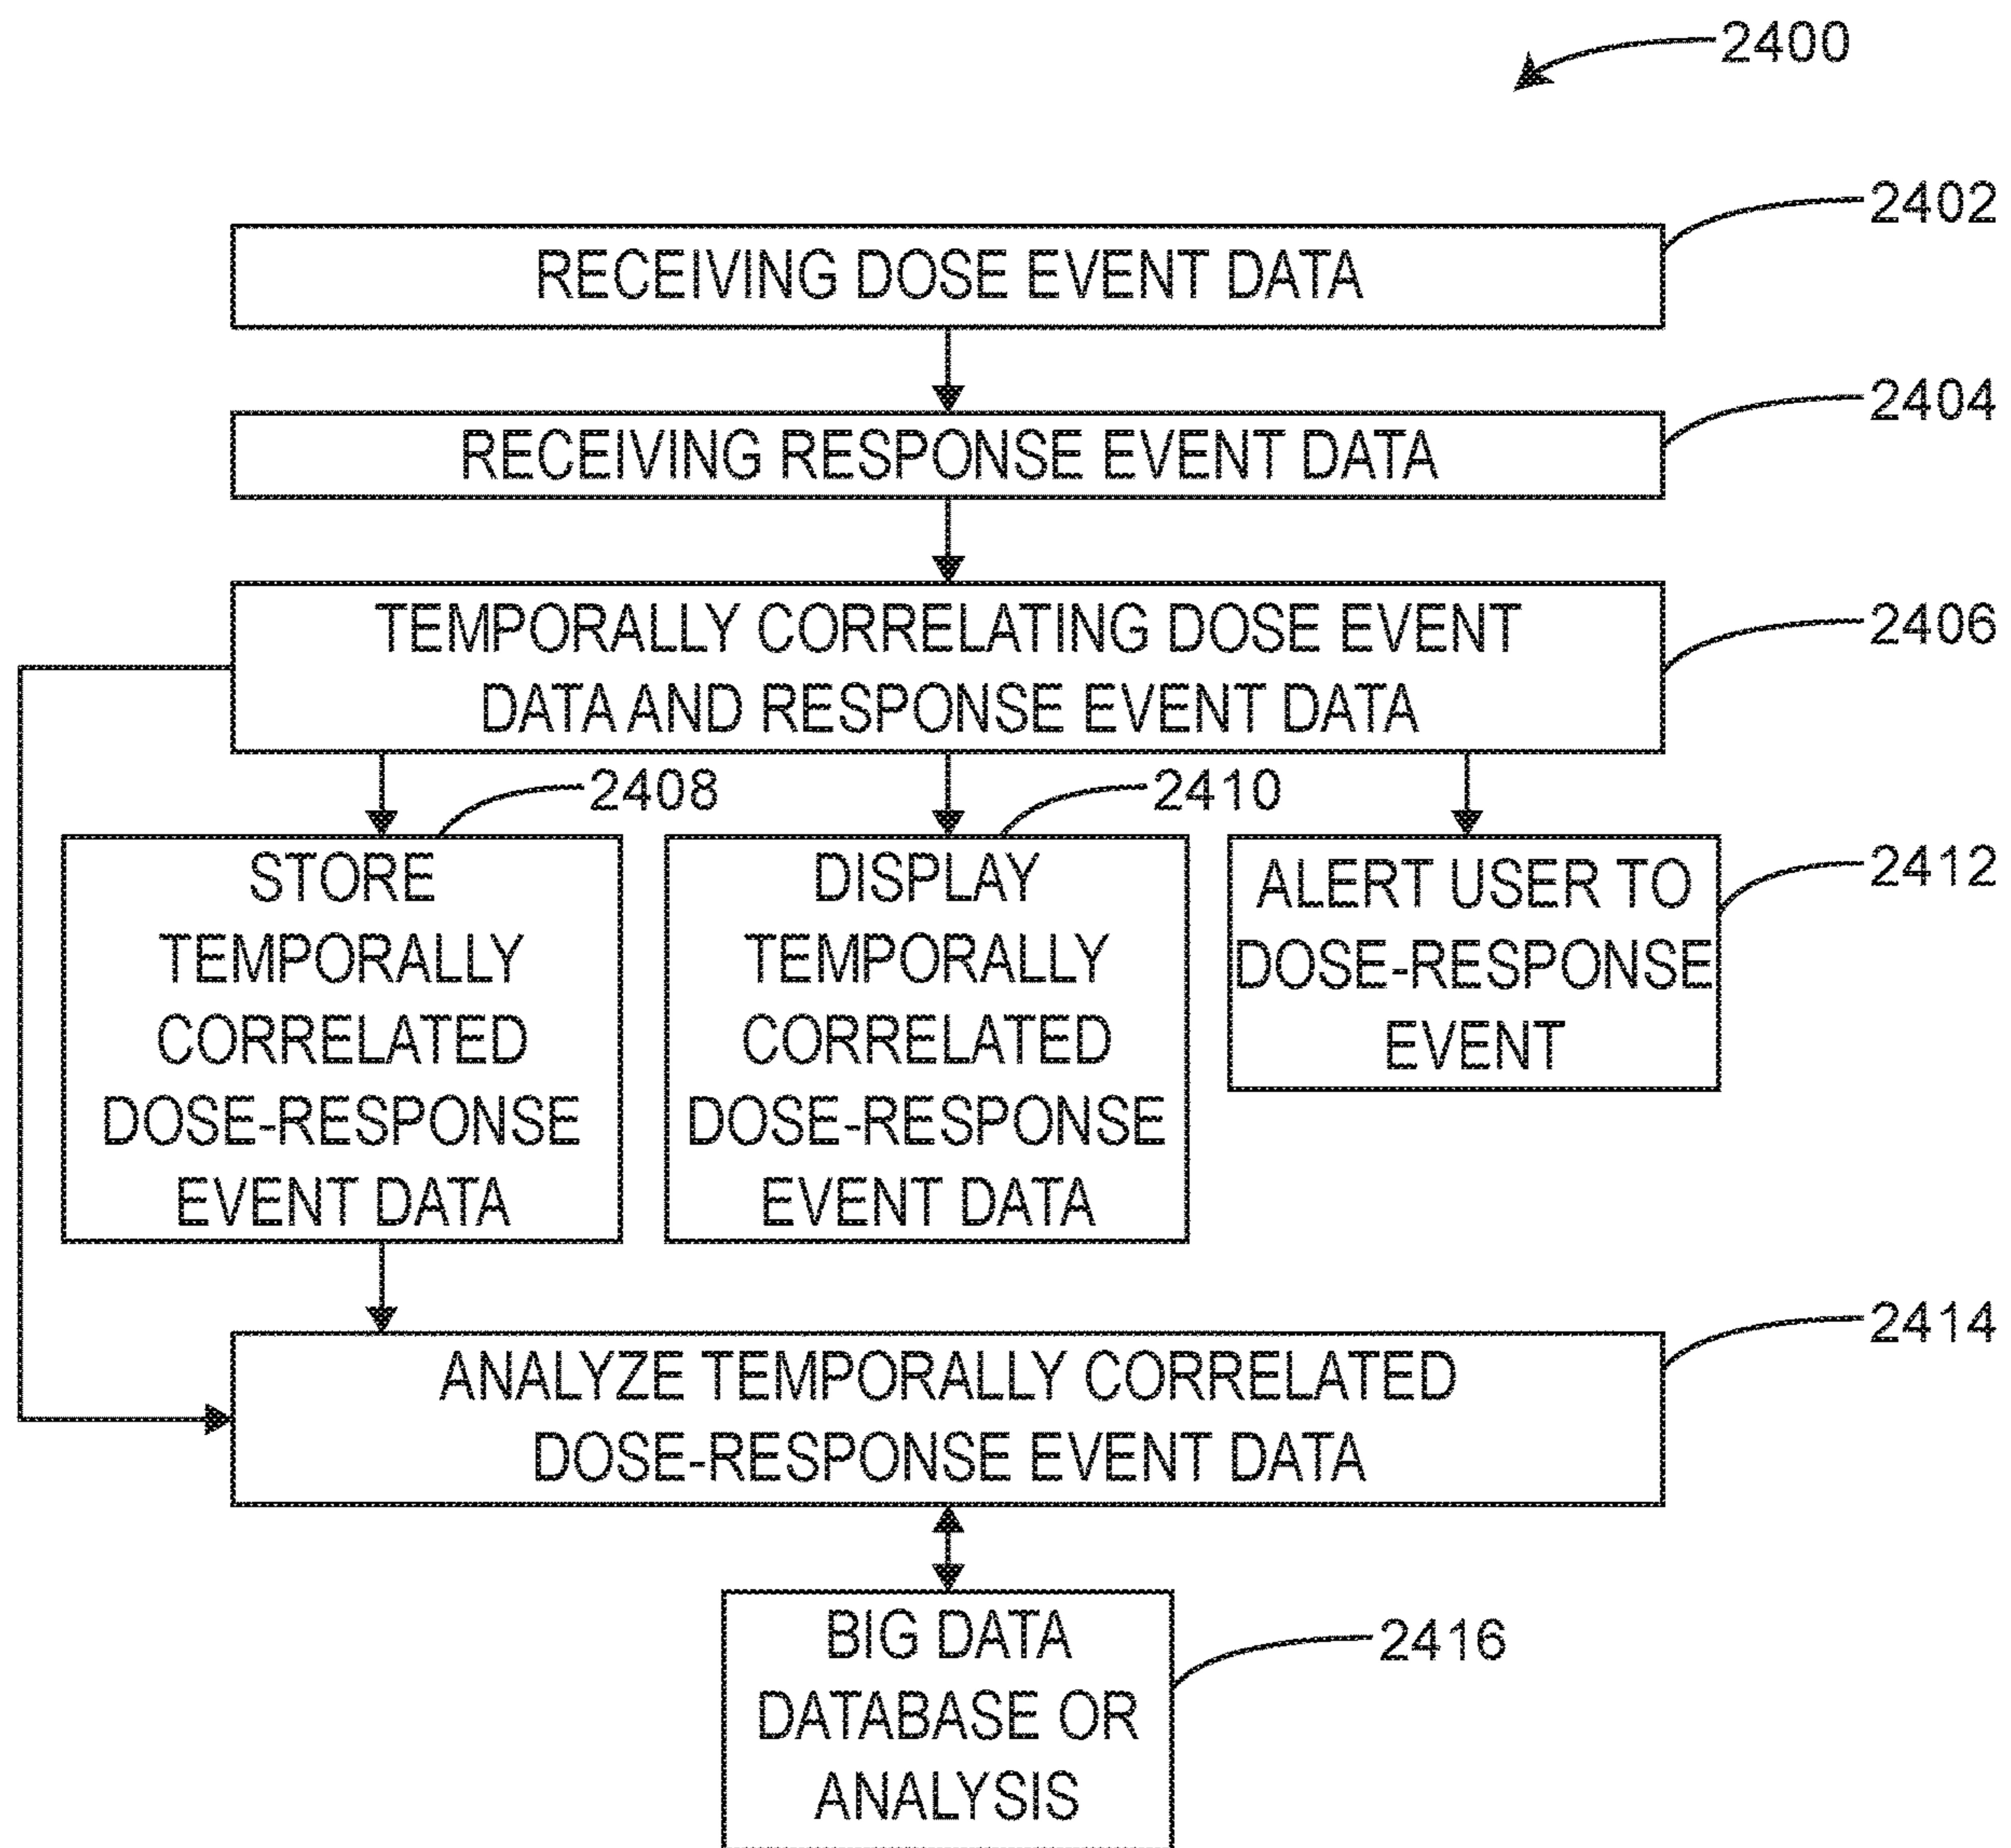 2400
2402
RECEIVING DOSE EVENT DATA
2404
RECEIVING RESPONSE EVENT DATA
2406
TEMPORALLY CORRELATING DOSE EVENT
DATA AND RESPONSE EVENT DATA
2408
STORE
TEMPORALLY
CORRELATED
DOSE-RESPONSE
EVENT DATA
2410
DISPLAY
TEMPORALLY
CORRELATED
DOSE-RESPONSE
EVENT DATA
2412
ALERT USER TO
DOSE-RESPONSE
EVENT
2414
ANALYZE TEMPORALLY CORRELATED
DOSE-RESPONSE EVENT DATA
2416
BIG DATA
DATABASE OR
ANALYSIS